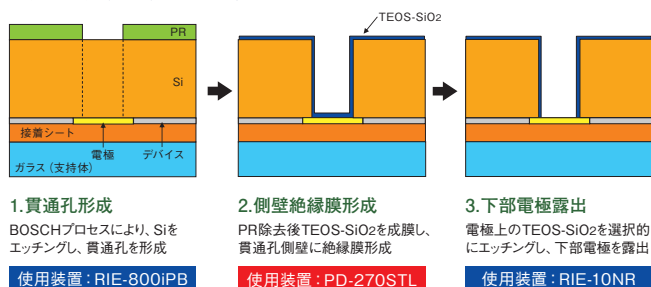 TEOS-SiO2
PR
Si
接着シート
電極
デバイス
ガラス（支持体）
1.貫通孔形成
BOSCHプロセスにより、Siを
エッチングし、貫通孔を形成
使用装置：RIE-800iPB
2.側壁絶縁膜形成
PR除去後TEOS-SiO2を成膜し、
貫通孔側壁に絶縁膜形成
使用装置：PD-270STL
3.下部電極露出
電極上のTEOS-SiO2を選択的
にエッチングし、下部電極を露出
使用装置：RIE-10NR